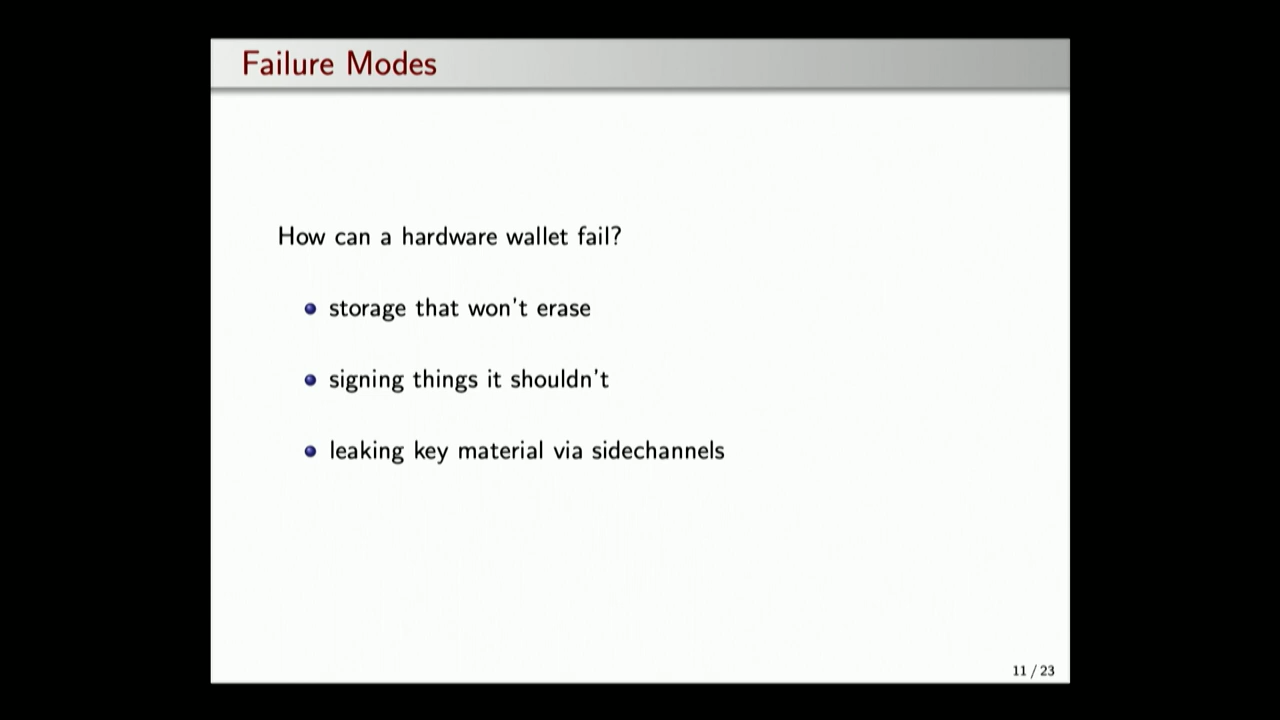 Failure Modes
How can a hardware wallet fail?
storage that won't erase
signing things it shouldn't
leaking key material via sidechannels
11 / 23